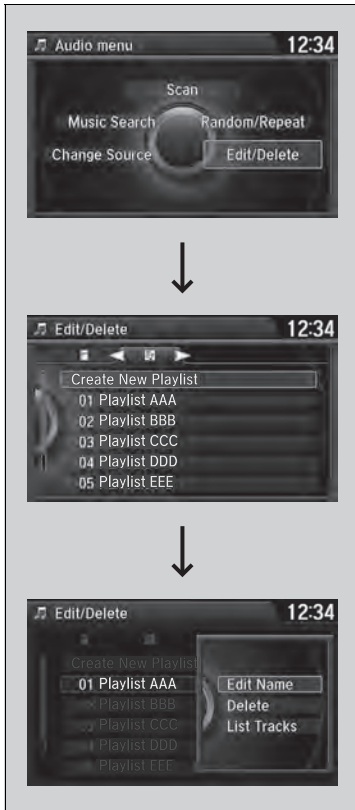 Audio menu 12:34
Scan
Music Search Random/Repeat
Change Source Edit/Delete
Edit/Delete 12:34
Create New Playlist
01 Playlist AAA
02 Playlist BBB
03 Playlist CCC
04 Playlist DDD
05 Playlist EEE
Edit/Delete 12:34
Create New Playlist
01 Playlist AAA Edit Name
Playlist BBB Delete
Playlist CCC List Tracks
Playlist DDD
Playlist EEE